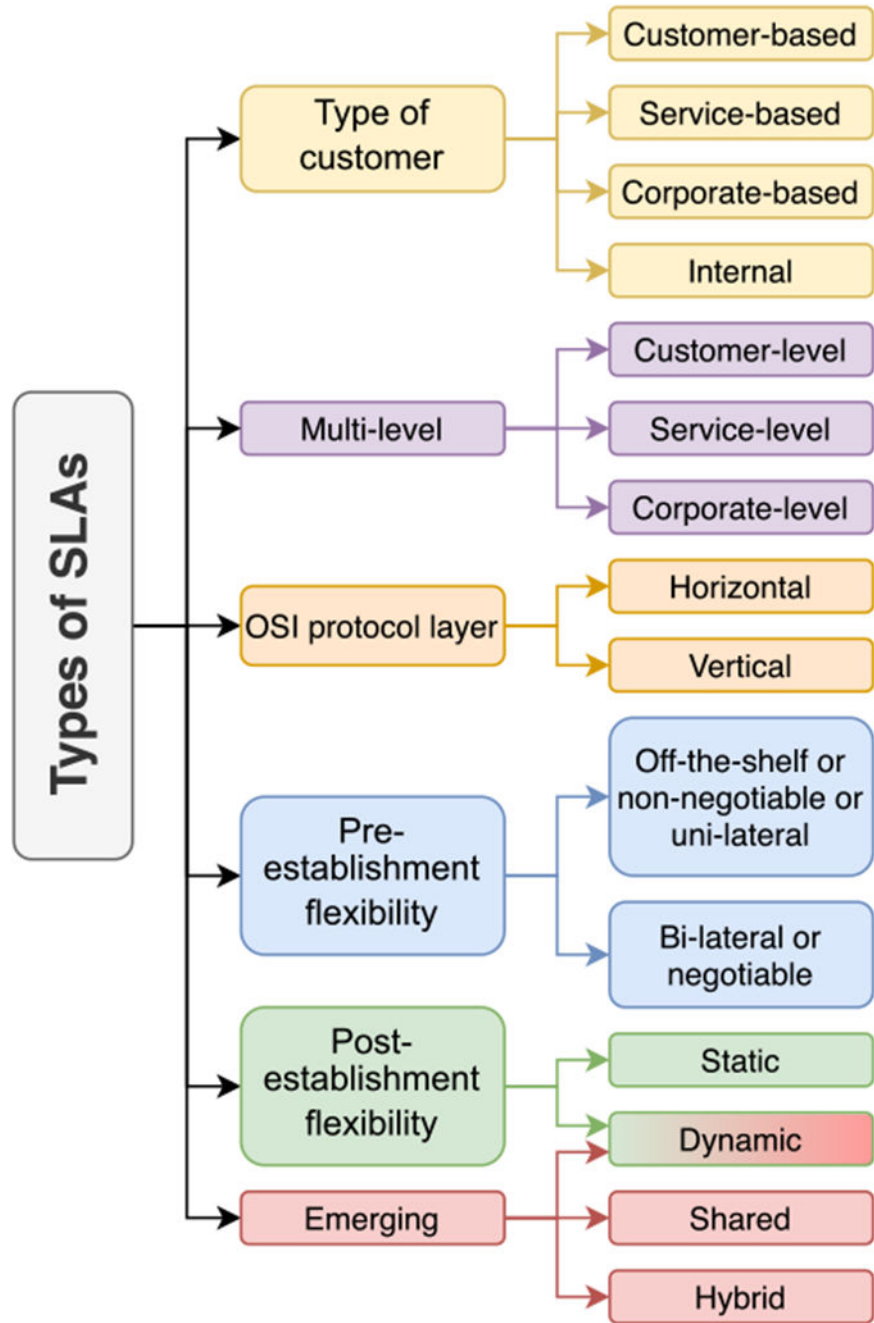 Types of SLAs
Type of
customer
Customer-based
Service-based
Corporate-based
Internal
Multi-level
Customer-level
Service-level
Corporate-level
OSI protocol layer
Horizontal
Vertical
Pre-
establishment
flexibility
Off-the-shelf or
non-negotiable or
uni-lateral
Bi-lateral or
negotiable
Post-
establishment
flexibility
Static
Dynamic
Emerging
Shared
Hybrid